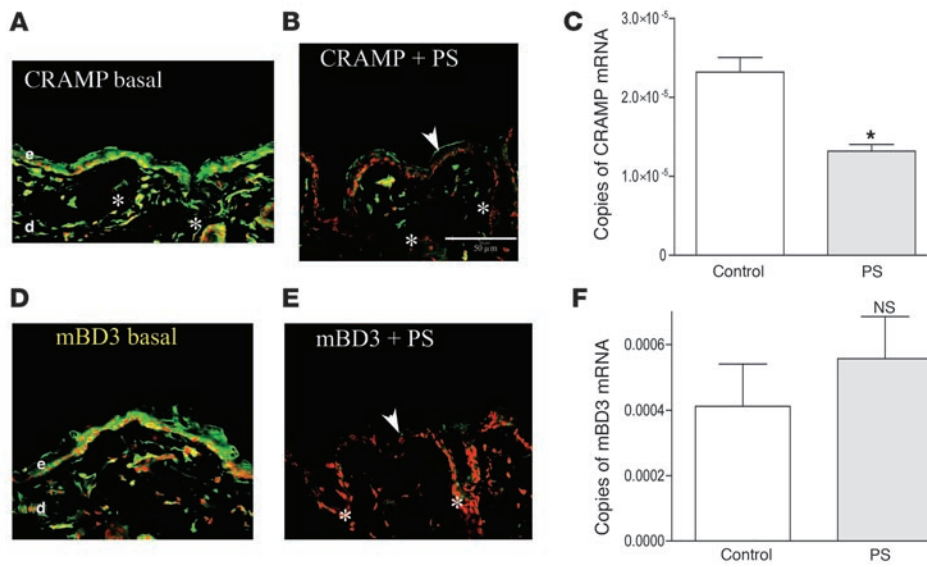 A
CRAMP basal
e
d
*
*
B
CRAMP + PS
*
*
50 µm
C
Copies of CRAMP mRNA
3.0×10⁻⁵
2.0×10⁻⁵
1.0×10⁻⁵
0
*
Control PS
D
mBD3 basal
e
d
E
mBD3 + PS
*
*
F
Copies of mBD3 mRNA
0.0006
0.0004
0.0002
0.0000
NS
Control PS